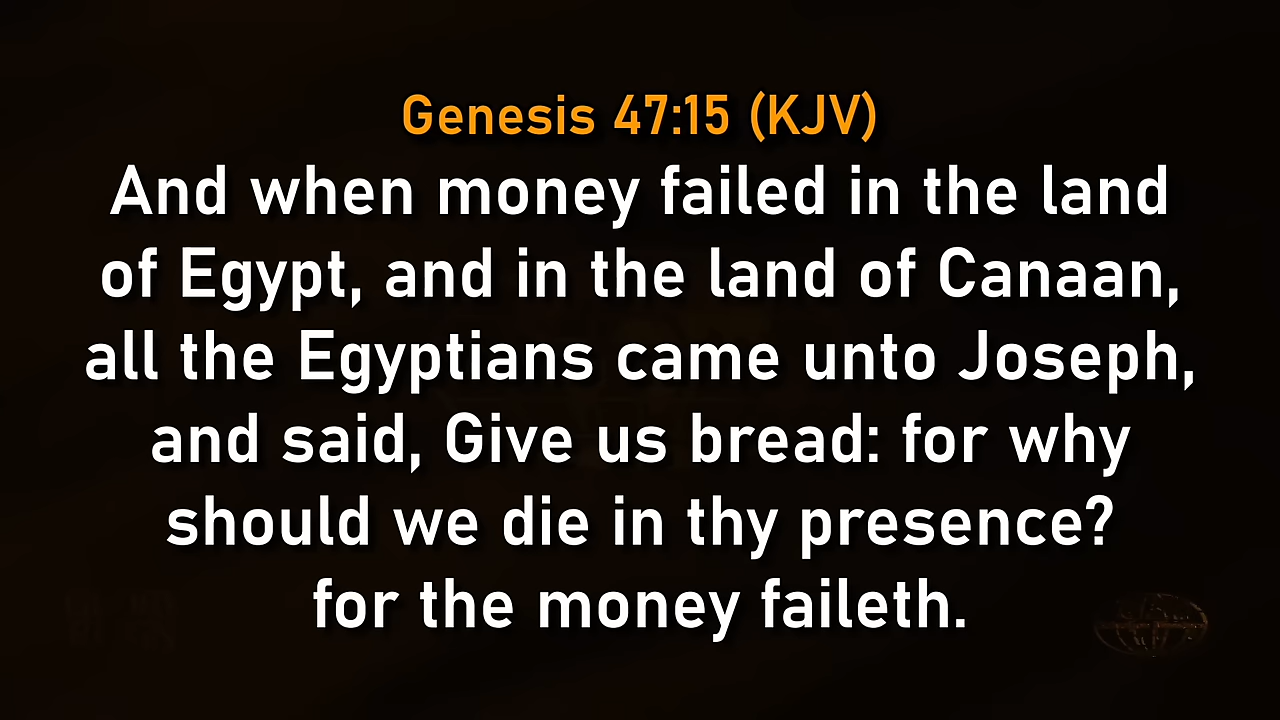 Genesis 47:15 (KJV)
And when money failed in the land
of Egypt, and in the land of Canaan,
all the Egyptians came unto Joseph,
and said, Give us bread: for why
should we die in thy presence?
for the money faileth.